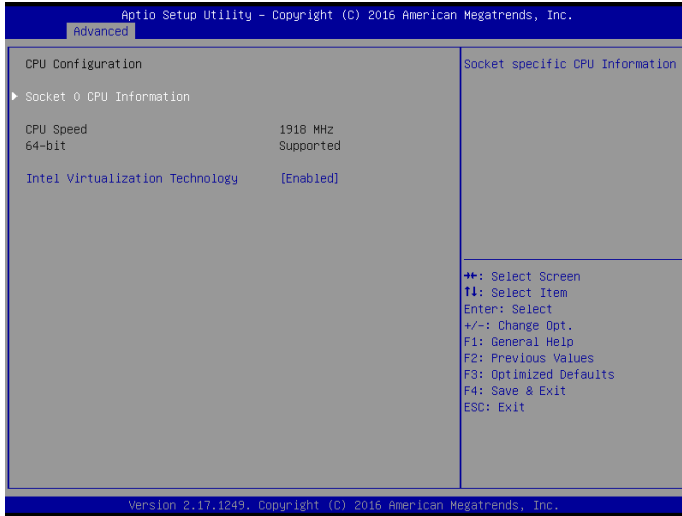 Aptio Setup Utility – Copyright (C) 2016 American Megatrends, Inc.
Advanced
CPU Configuration
Socket specific CPU Information
▶ Socket 0 CPU Information
CPU Speed 1918 MHz
64-bit Supported
Intel Virtualization Technology [Enabled]
→←: Select Screen
↑↓: Select Item
Enter: Select
+/-: Change Opt.
F1: General Help
F2: Previous Values
F3: Optimized Defaults
F4: Save & Exit
ESC: Exit
Version 2.17.1249. Copyright (C) 2016 American Megatrends, Inc.